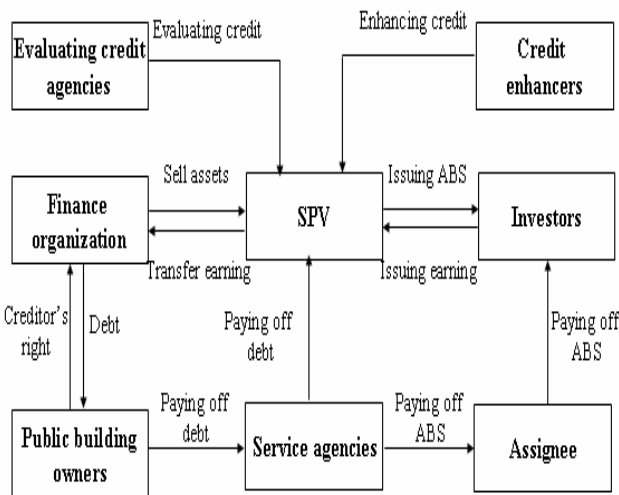 Evaluating credit
Enhancing credit
Evaluating credit
agencies
Credit
enhancers
Sell assets
Issuing ABS
Finance
organization
SPV
Investors
Transfer earning
Issuing earning
Creditor's
right
Debt
Paying off
debt
Paying off
ABS
Public building
owners
Paying off
debt
Service agencies
Paying off
ABS
Assignee